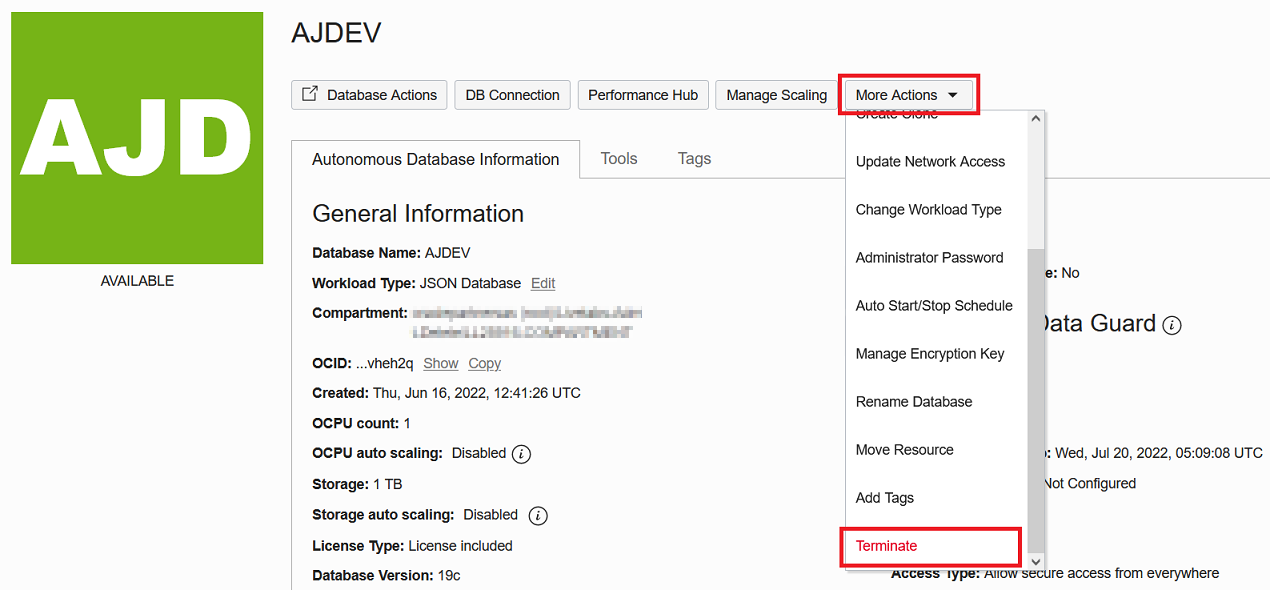 AJD
AVAILABLE
AJDEV
Database Actions
DB Connection
Performance Hub
Manage Scaling
More Actions
Create Clone
Update Network Access
Change Workload Type
Administrator Password
Auto Start/Stop Schedule
Manage Encryption Key
Rename Database
Move Resource
Add Tags
Terminate
Autonomous Database Information
Tools
Tags
General Information
Database Name: AJDEV
Workload Type: JSON Database Edit
Compartment:
OCID: ...vheh2q Show Copy
Created: Thu, Jun 16, 2022, 12:41:26 UTC
OCPU count: 1
OCPU auto scaling: Disabled i
Storage: 1 TB
Storage auto scaling: Disabled i
License Type: License included
Database Version: 19c
e: No
Data Guard i
: Wed, Jul 20, 2022, 05:09:08 UTC
Not Configured
Access Type: Allow secure access from everywhere